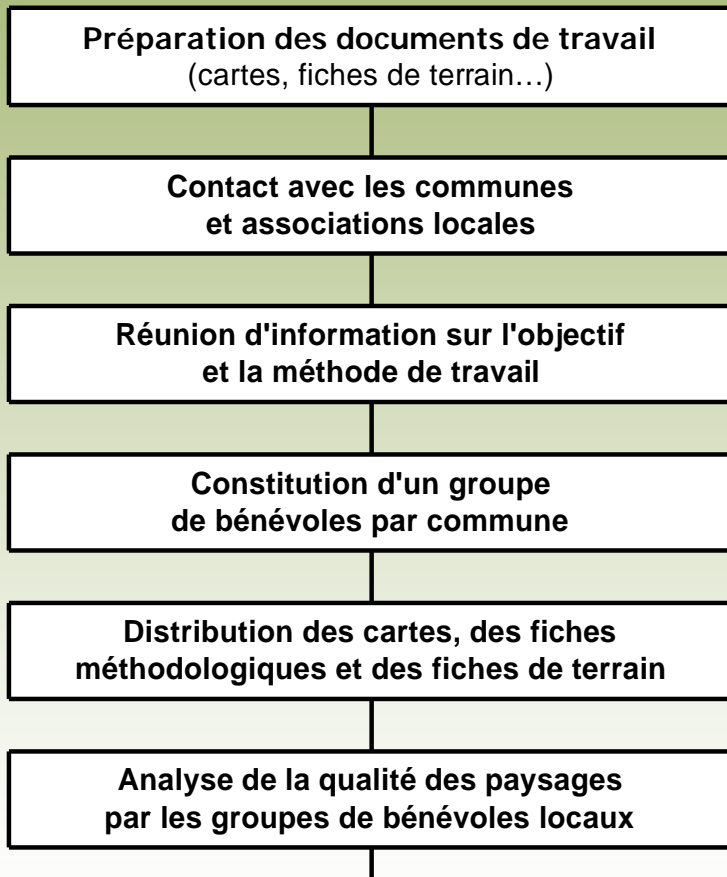 Préparation des documents de travail
(cartes, fiches de terrain…)
Contact avec les communes
et associations locales
Réunion d'information sur l'objectif
et la méthode de travail
Constitution d'un groupe
de bénévoles par commune
Distribution des cartes, des fiches
méthodologiques et des fiches de terrain
Analyse de la qualité des paysages
par les groupes de bénévoles locaux